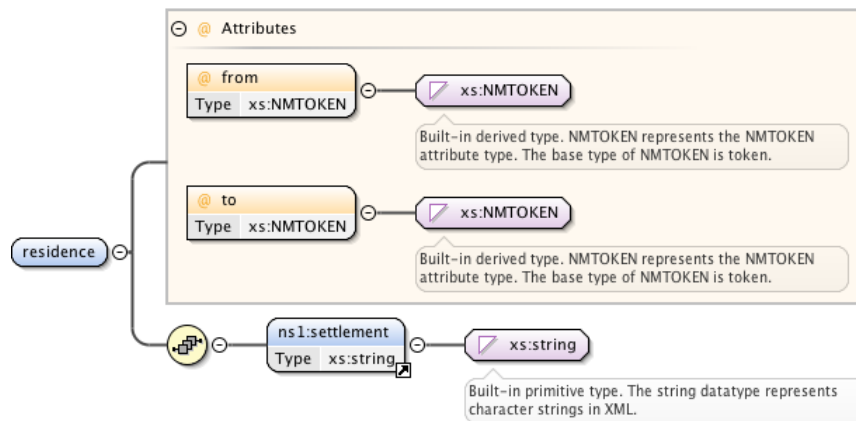 @ Attributes
@ from
Type xs:NMTOKEN
xs:NMTOKEN
Built-in derived type. NMTOKEN represents the NMTOKEN
attribute type. The base type of NMTOKEN is token.
@ to
Type xs:NMTOKEN
xs:NMTOKEN
Built-in derived type. NMTOKEN represents the NMTOKEN
attribute type. The base type of NMTOKEN is token.
residence
ns1:settlement
Type xs:string
xs:string
Built-in primitive type. The string datatype represents
character strings in XML.